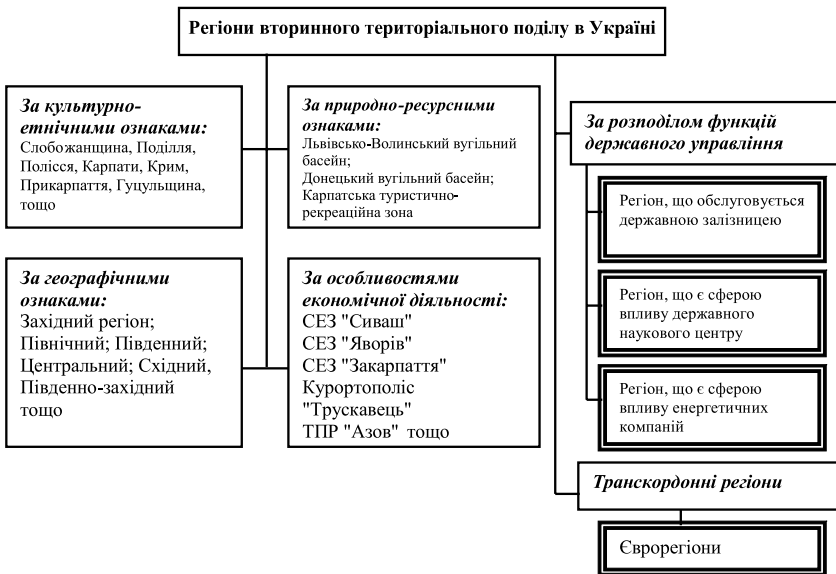 Регіони вторинного територіального поділу в Україні
За культурно-
етнічними ознаками:
Слобожанщина, Поділля,
Полісся, Карпати, Крим,
Прикарпаття, Гуцульщина,
тощо
За природно-ресурсними
ознаками:
Львівсько-Волинський вугільний
басейн;
Донецький вугільний басейн;
Карпатська туристично-
рекреаційна зона
За розподілом функцій
державного управління
Регіон, що обслуговується
державною залізницею
Регіон, що є сферою
впливу державного
наукового центру
Регіон, що є сферою
впливу енергетичних
компаній
За географічними
ознаками:
Західний регіон;
Північний; Південний;
Центральний; Східний,
Південно-західний
тощо
За особливостями
економічної діяльності:
СЕЗ "Сиваш"
СЕЗ "Яворів"
СЕЗ "Закарпаття"
Курортополіс
"Трускавець"
ТПР "Азов" тощо
Транскордонні регіони
Єврорегіони